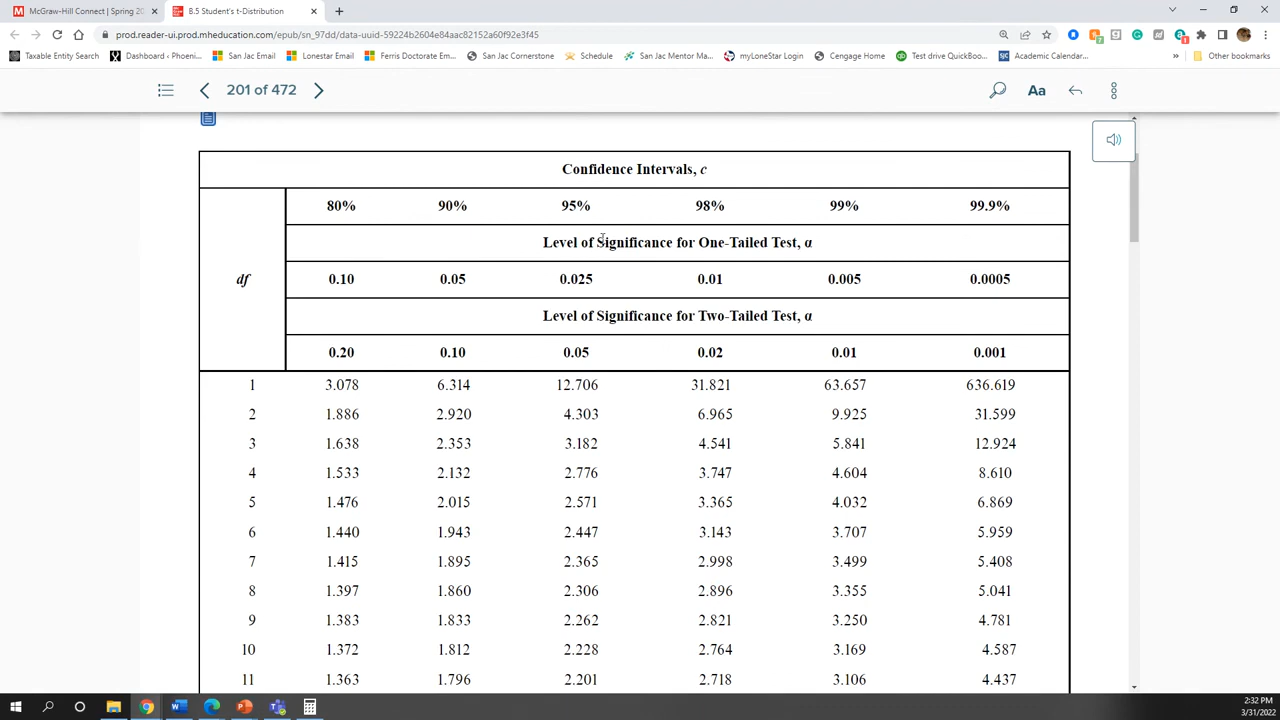 McGraw-Hill Connect | Spring 20
B.5 Student's t-Distribution
prod.reader-ui.prod.mheducation.com/epub/sn_97dd/data-uuid-59224b2604e84aac82152a60f92e3f45
Taxable Entity Search
Dashboard ‹ Phoeni...
San Jac Email
Lonestar Email
Ferris Doctorate Em...
San Jac Cornerstone
Schedule
San Jac Mentor Ma...
myLoneStar Login
Cengage Home
Test drive QuickBoo...
Academic Calendar...
»
Other bookmarks
201 of 472
Aa
Confidence Intervals, c
80% 90% 95% 98% 99% 99.9%
Level of Significance for One-Tailed Test, α
df 0.10 0.05 0.025 0.01 0.005 0.0005
Level of Significance for Two-Tailed Test, α
0.20 0.10 0.05 0.02 0.01 0.001
1 3.078 6.314 12.706 31.821 63.657 636.619
2 1.886 2.920 4.303 6.965 9.925 31.599
3 1.638 2.353 3.182 4.541 5.841 12.924
4 1.533 2.132 2.776 3.747 4.604 8.610
5 1.476 2.015 2.571 3.365 4.032 6.869
6 1.440 1.943 2.447 3.143 3.707 5.959
7 1.415 1.895 2.365 2.998 3.499 5.408
8 1.397 1.860 2.306 2.896 3.355 5.041
9 1.383 1.833 2.262 2.821 3.250 4.781
10 1.372 1.812 2.228 2.764 3.169 4.587
11 1.363 1.796 2.201 2.718 3.106 4.437
2:32 PM
3/31/2022